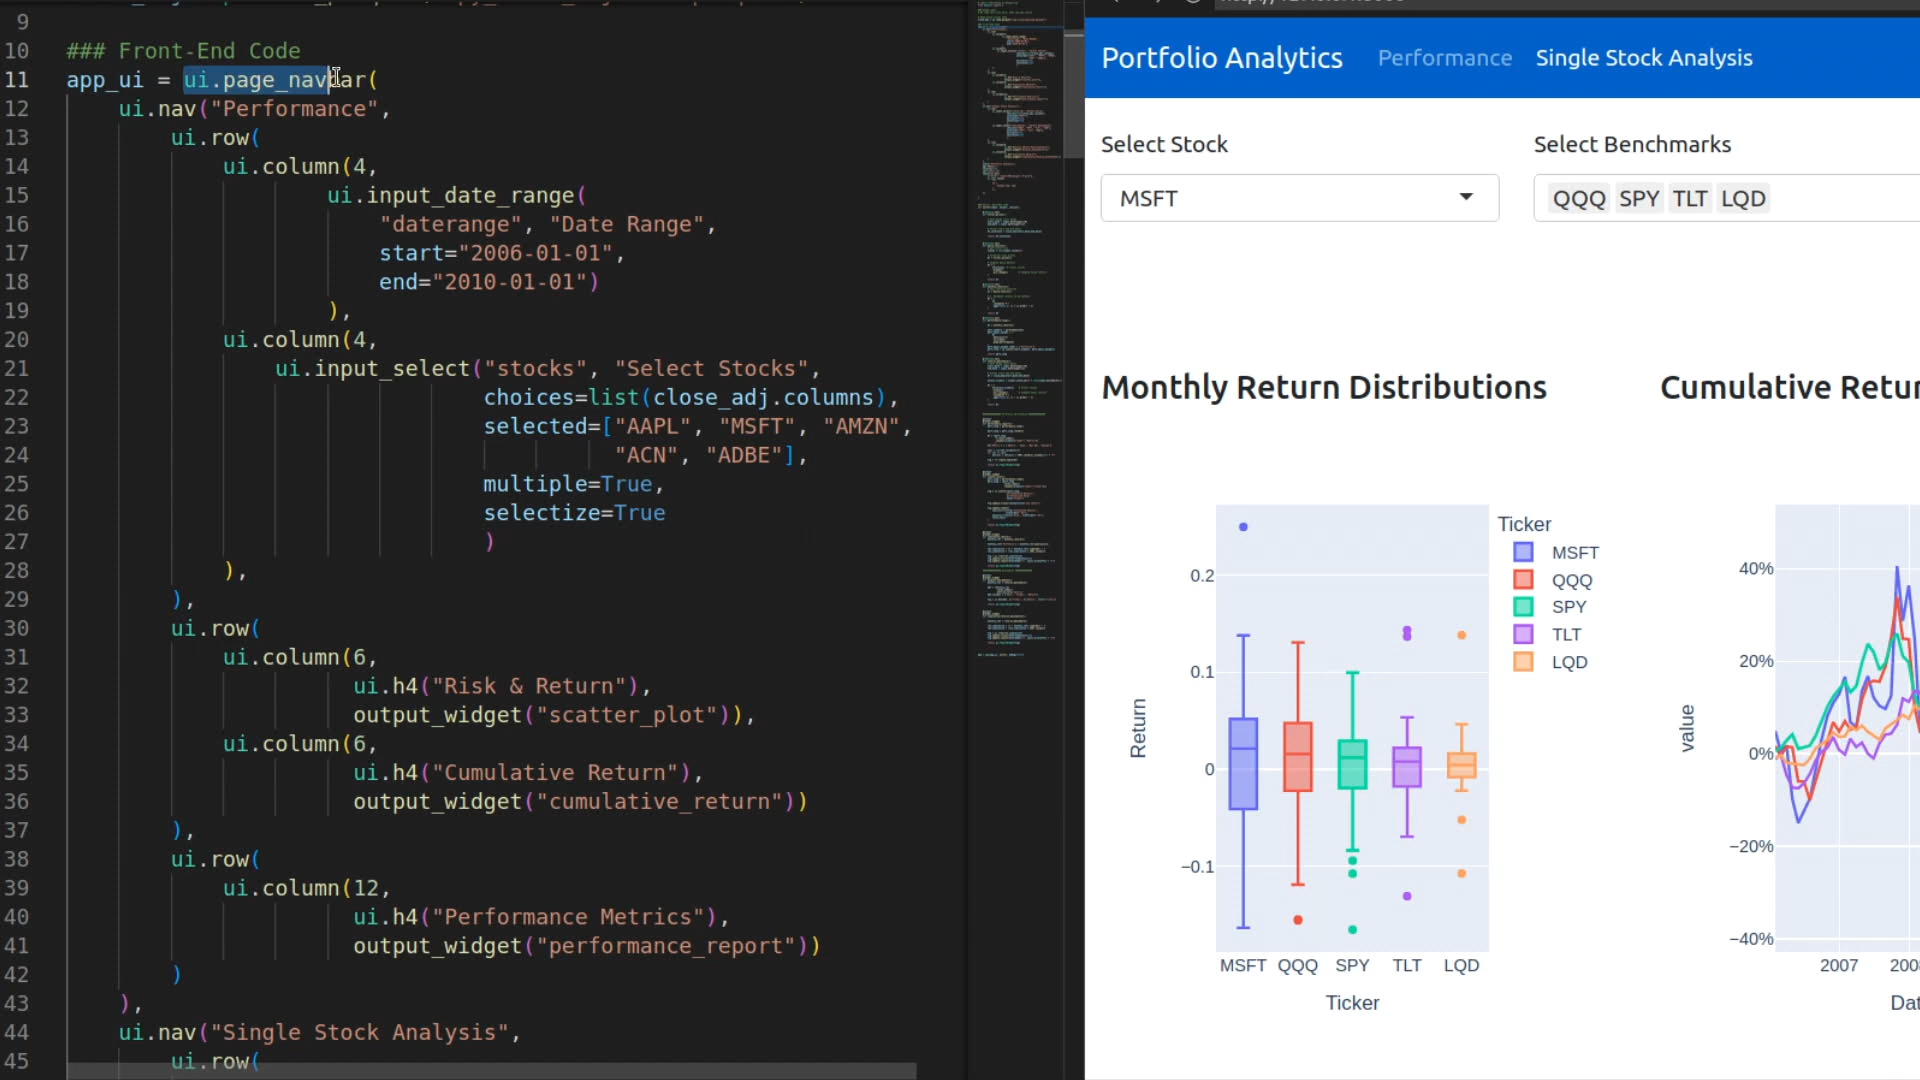 9
10 ### Front-End Code
11 app_ui = ui.page_navbar(
12 ui.nav("Performance",
13 ui.row(
14 ui.column(4,
15 ui.input_date_range(
16 "daterange", "Date Range",
17 start="2006-01-01",
18 end="2010-01-01")
19 ),
20 ui.column(4,
21 ui.input_select("stocks", "Select Stocks",
22 choices=list(close_adj.columns),
23 selected=["AAPL", "MSFT", "AMZN",
24 "ACN", "ADBE"],
25 multiple=True,
26 selectize=True
27 )
28 ),
29 ),
30 ui.row(
31 ui.column(6,
32 ui.h4("Risk & Return"),
33 output_widget("scatter_plot")),
34 ui.column(6,
35 ui.h4("Cumulative Return"),
36 output_widget("cumulative_return"))
37 ),
38 ui.row(
39 ui.column(12,
40 ui.h4("Performance Metrics"),
41 output_widget("performance_report"))
42 )
43 ),
44 ui.nav("Single Stock Analysis",
45 ui.row(
Portfolio Analytics Performance Single Stock Analysis
Select Stock
MSFT
Select Benchmarks
QQQ SPY TLT LQD
Monthly Return Distributions
Return
0.2
0.1
0
−0.1
MSFT QQQ SPY TLT LQD
Ticker
Ticker
MSFT
QQQ
SPY
TLT
LQD
Cumulative Retur
value
40%
20%
0%
−20%
−40%
2007 200
Dat